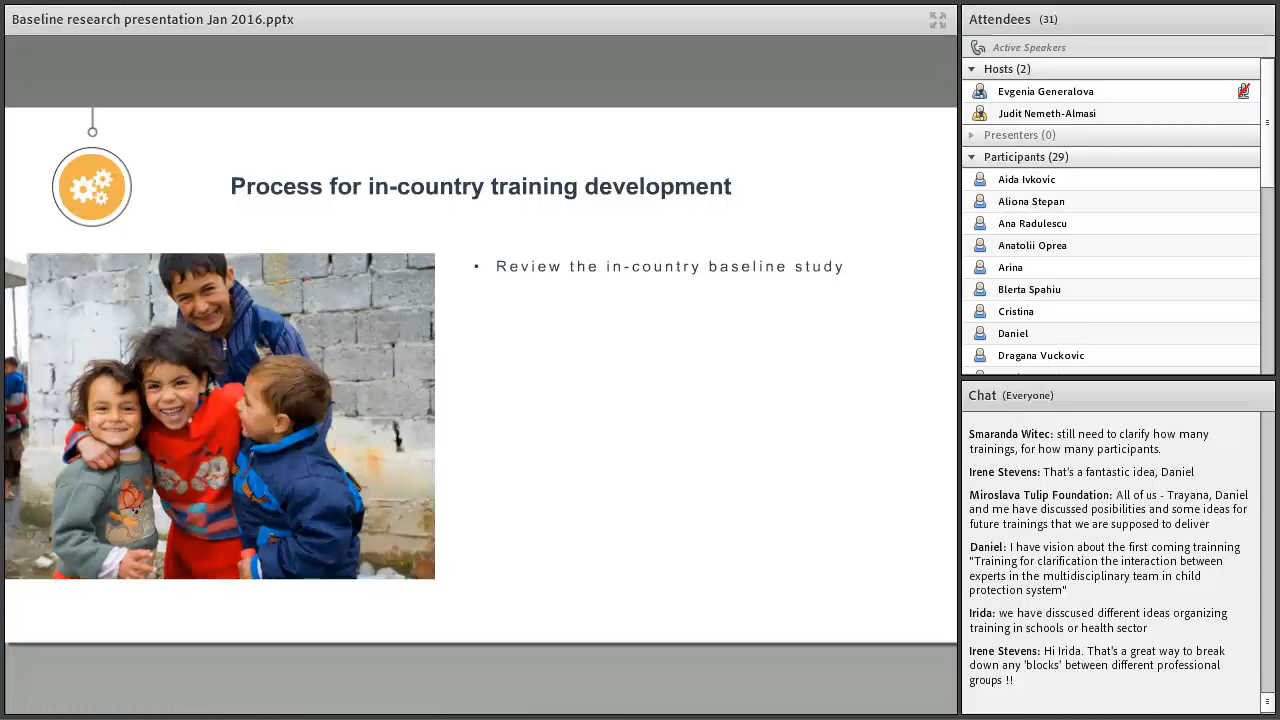 Baseline research presentation Jan 2016.pptx
Process for in-country training development
• Review the in-country baseline study
Attendees (31)
Active Speakers
Hosts (2)
Evgenia Generalova
Judit Nemeth-Almasi
Presenters (0)
Participants (29)
Aida Ivkovic
Aliona Stepan
Ana Radulescu
Anatolii Oprea
Arina
Blerta Spahiu
Cristina
Daniel
Dragana Vuckovic
Chat (Everyone)
Smaranda Witec: still need to clarify how many
trainings, for how many participants.
Irene Stevens: That's a fantastic idea, Daniel
Miroslava Tulip Foundation: All of us - Trayana, Daniel
and me have discussed posibilities and some ideas for
future trainings that we are supposed to deliver
Daniel: I have vision about the first coming trainning
"Training for clarification the interaction between
experts in the multidisciplinary team in child
protection system"
Irida: we have disscused different ideas organizing
training in schools or health sector
Irene Stevens: Hi Irida. That's a great way to break
down any 'blocks' between different professional
groups !!